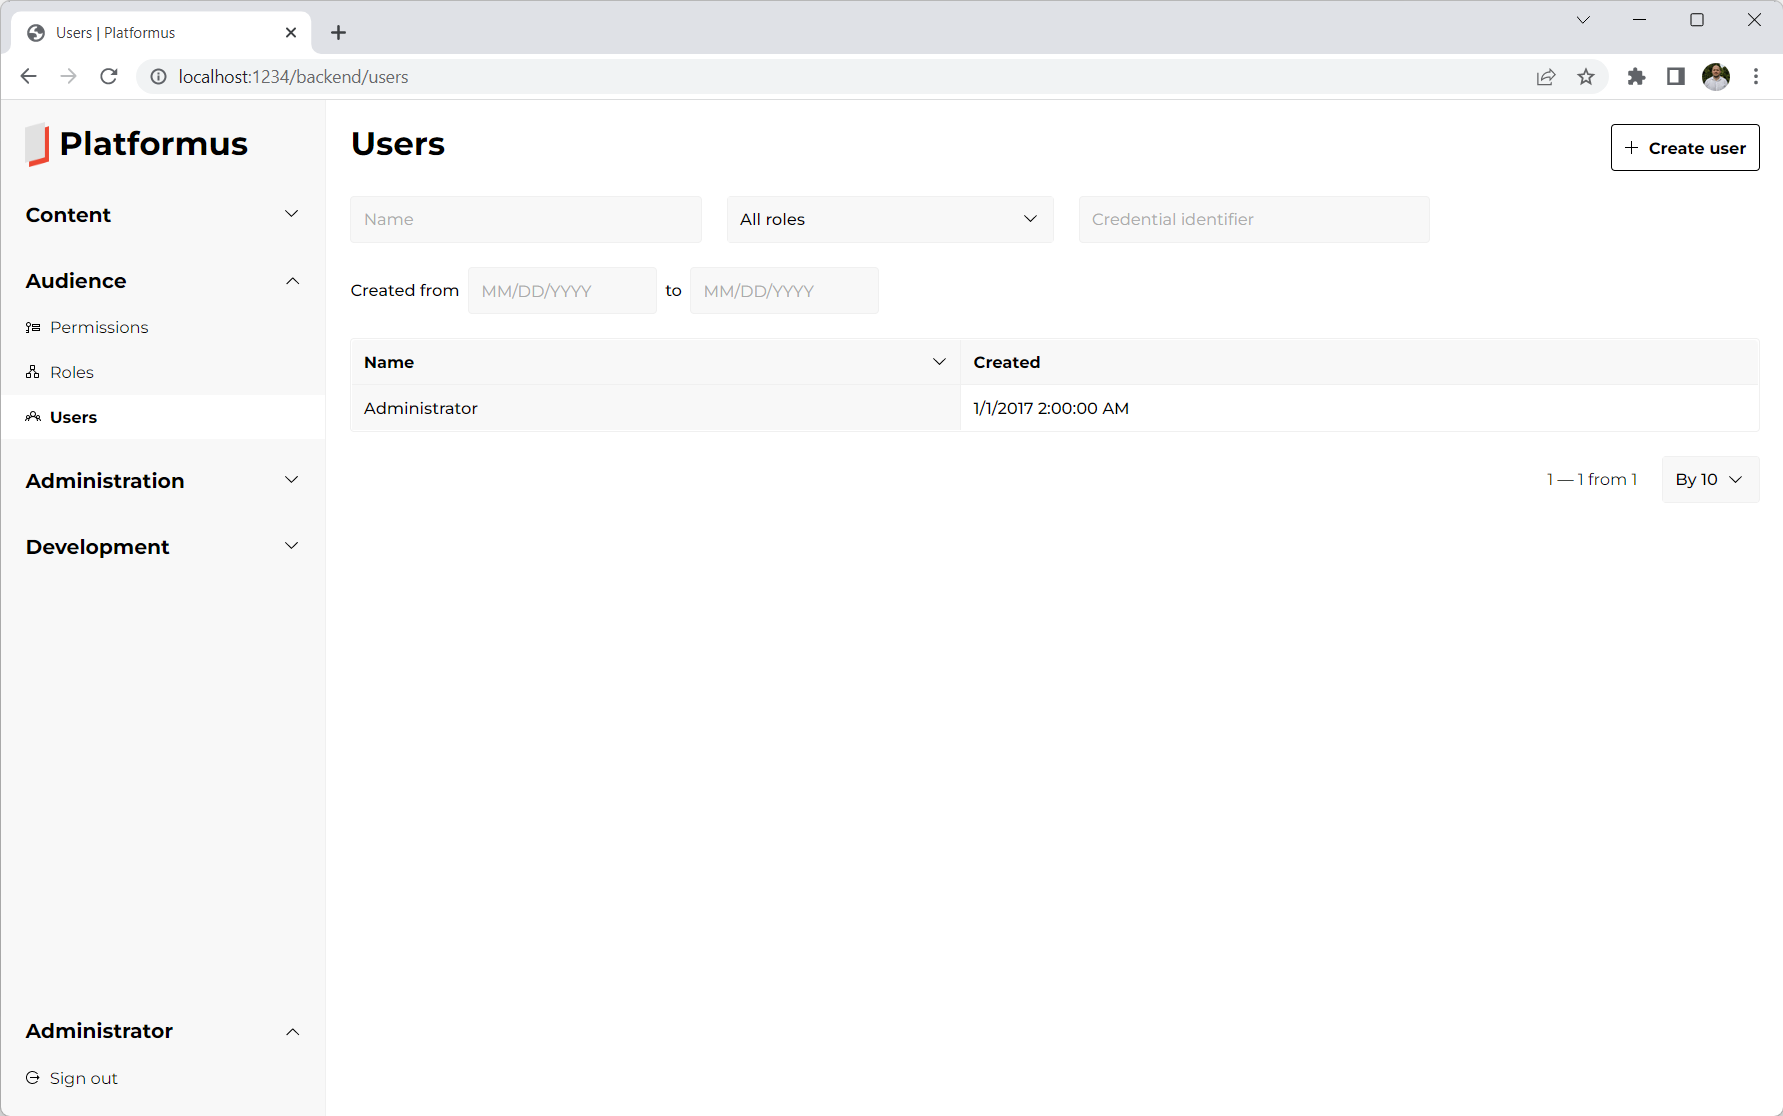 Users | Platformus
localhost:1234/backend/users
Platformus
Content
Audience
Permissions
Roles
Users
Administration
Development
Administrator
Sign out
Users
+ Create user
Name
All roles
Credential identifier
Created from MM/DD/YYYY to MM/DD/YYYY
Name Created
Administrator 1/1/2017 2:00:00 AM
1 — 1 from 1 By 10